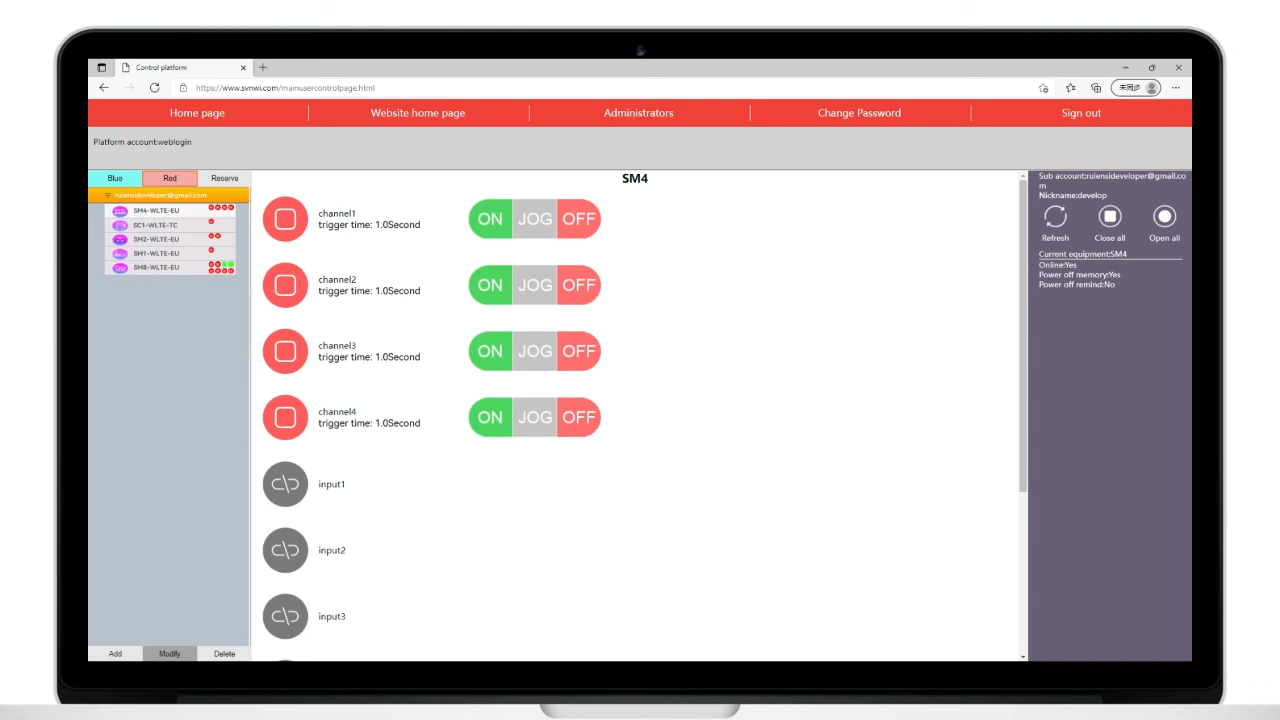 Control platform
https://www.svnwi.com/mainusercontrolpage.html
未同步
Home page
Website home page
Administrators
Change Password
Sign out
Platform account:weblogin
Blue
Red
Reserve
ruiensideveloper@gmail.com
SM4-WLTE-EU
SC1-WLTE-TC
SM2-WLTE-EU
SM1-WLTE-EU
SM8-WLTE-EU
Add
Modify
Delete
SM4
channel1
trigger time: 1.0Second
ON JOG OFF
channel2
trigger time: 1.0Second
ON JOG OFF
channel3
trigger time: 1.0Second
ON JOG OFF
channel4
trigger time: 1.0Second
ON JOG OFF
input1
input2
input3
Sub account:ruiensideveloper@gmail.co
m
Nickname:develop
Refresh
Close all
Open all
Current equipment:SM4
Online:Yes
Power off memory:Yes
Power off remind:No